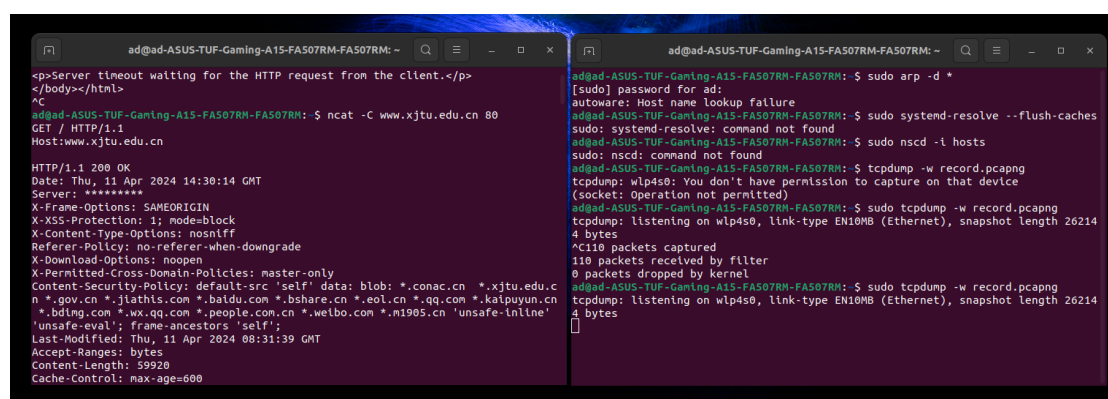 ad@ad-ASUS-TUF-Gaming-A15-FA507RM-FA507RM: ~
<p>Server timeout waiting for the HTTP request from the client.</p>
</body></html>
^C
ad@ad-ASUS-TUF-Gaming-A15-FA507RM-FA507RM:~$ ncat -C www.xjtu.edu.cn 80
GET / HTTP/1.1
Host:www.xjtu.edu.cn

HTTP/1.1 200 OK
Date: Thu, 11 Apr 2024 14:30:14 GMT
Server: *********
X-Frame-Options: SAMEORIGIN
X-XSS-Protection: 1; mode=block
X-Content-Type-Options: nosniff
Referer-Policy: no-referer-when-downgrade
X-Download-Options: noopen
X-Permitted-Cross-Domain-Policies: master-only
Content-Security-Policy: default-src 'self' data: blob: *.conac.cn  *.xjtu.edu.c
n *.gov.cn *.jiathis.com *.baidu.com *.bshare.cn *.eol.cn *.qq.com *.kaipuyun.cn
 *.bdimg.com *.wx.qq.com *.people.com.cn *.weibo.com *.m1905.cn 'unsafe-inline'
'unsafe-eval'; frame-ancestors 'self';
Last-Modified: Thu, 11 Apr 2024 08:31:39 GMT
Accept-Ranges: bytes
Content-Length: 59920
Cache-Control: max-age=600
ad@ad-ASUS-TUF-Gaming-A15-FA507RM-FA507RM: ~
ad@ad-ASUS-TUF-Gaming-A15-FA507RM-FA507RM:~$ sudo arp -d *
[sudo] password for ad:
autoware: Host name lookup failure
ad@ad-ASUS-TUF-Gaming-A15-FA507RM-FA507RM:~$ sudo systemd-resolve --flush-caches
sudo: systemd-resolve: command not found
ad@ad-ASUS-TUF-Gaming-A15-FA507RM-FA507RM:~$ sudo nscd -i hosts
sudo: nscd: command not found
ad@ad-ASUS-TUF-Gaming-A15-FA507RM-FA507RM:~$ tcpdump -w record.pcapng
tcpdump: wlp4s0: You don't have permission to capture on that device
(socket: Operation not permitted)
ad@ad-ASUS-TUF-Gaming-A15-FA507RM-FA507RM:~$ sudo tcpdump -w record.pcapng
tcpdump: listening on wlp4s0, link-type EN10MB (Ethernet), snapshot length 26214
4 bytes
^C110 packets captured
110 packets received by filter
0 packets dropped by kernel
ad@ad-ASUS-TUF-Gaming-A15-FA507RM-FA507RM:~$ sudo tcpdump -w record.pcapng
tcpdump: listening on wlp4s0, link-type EN10MB (Ethernet), snapshot length 26214
4 bytes